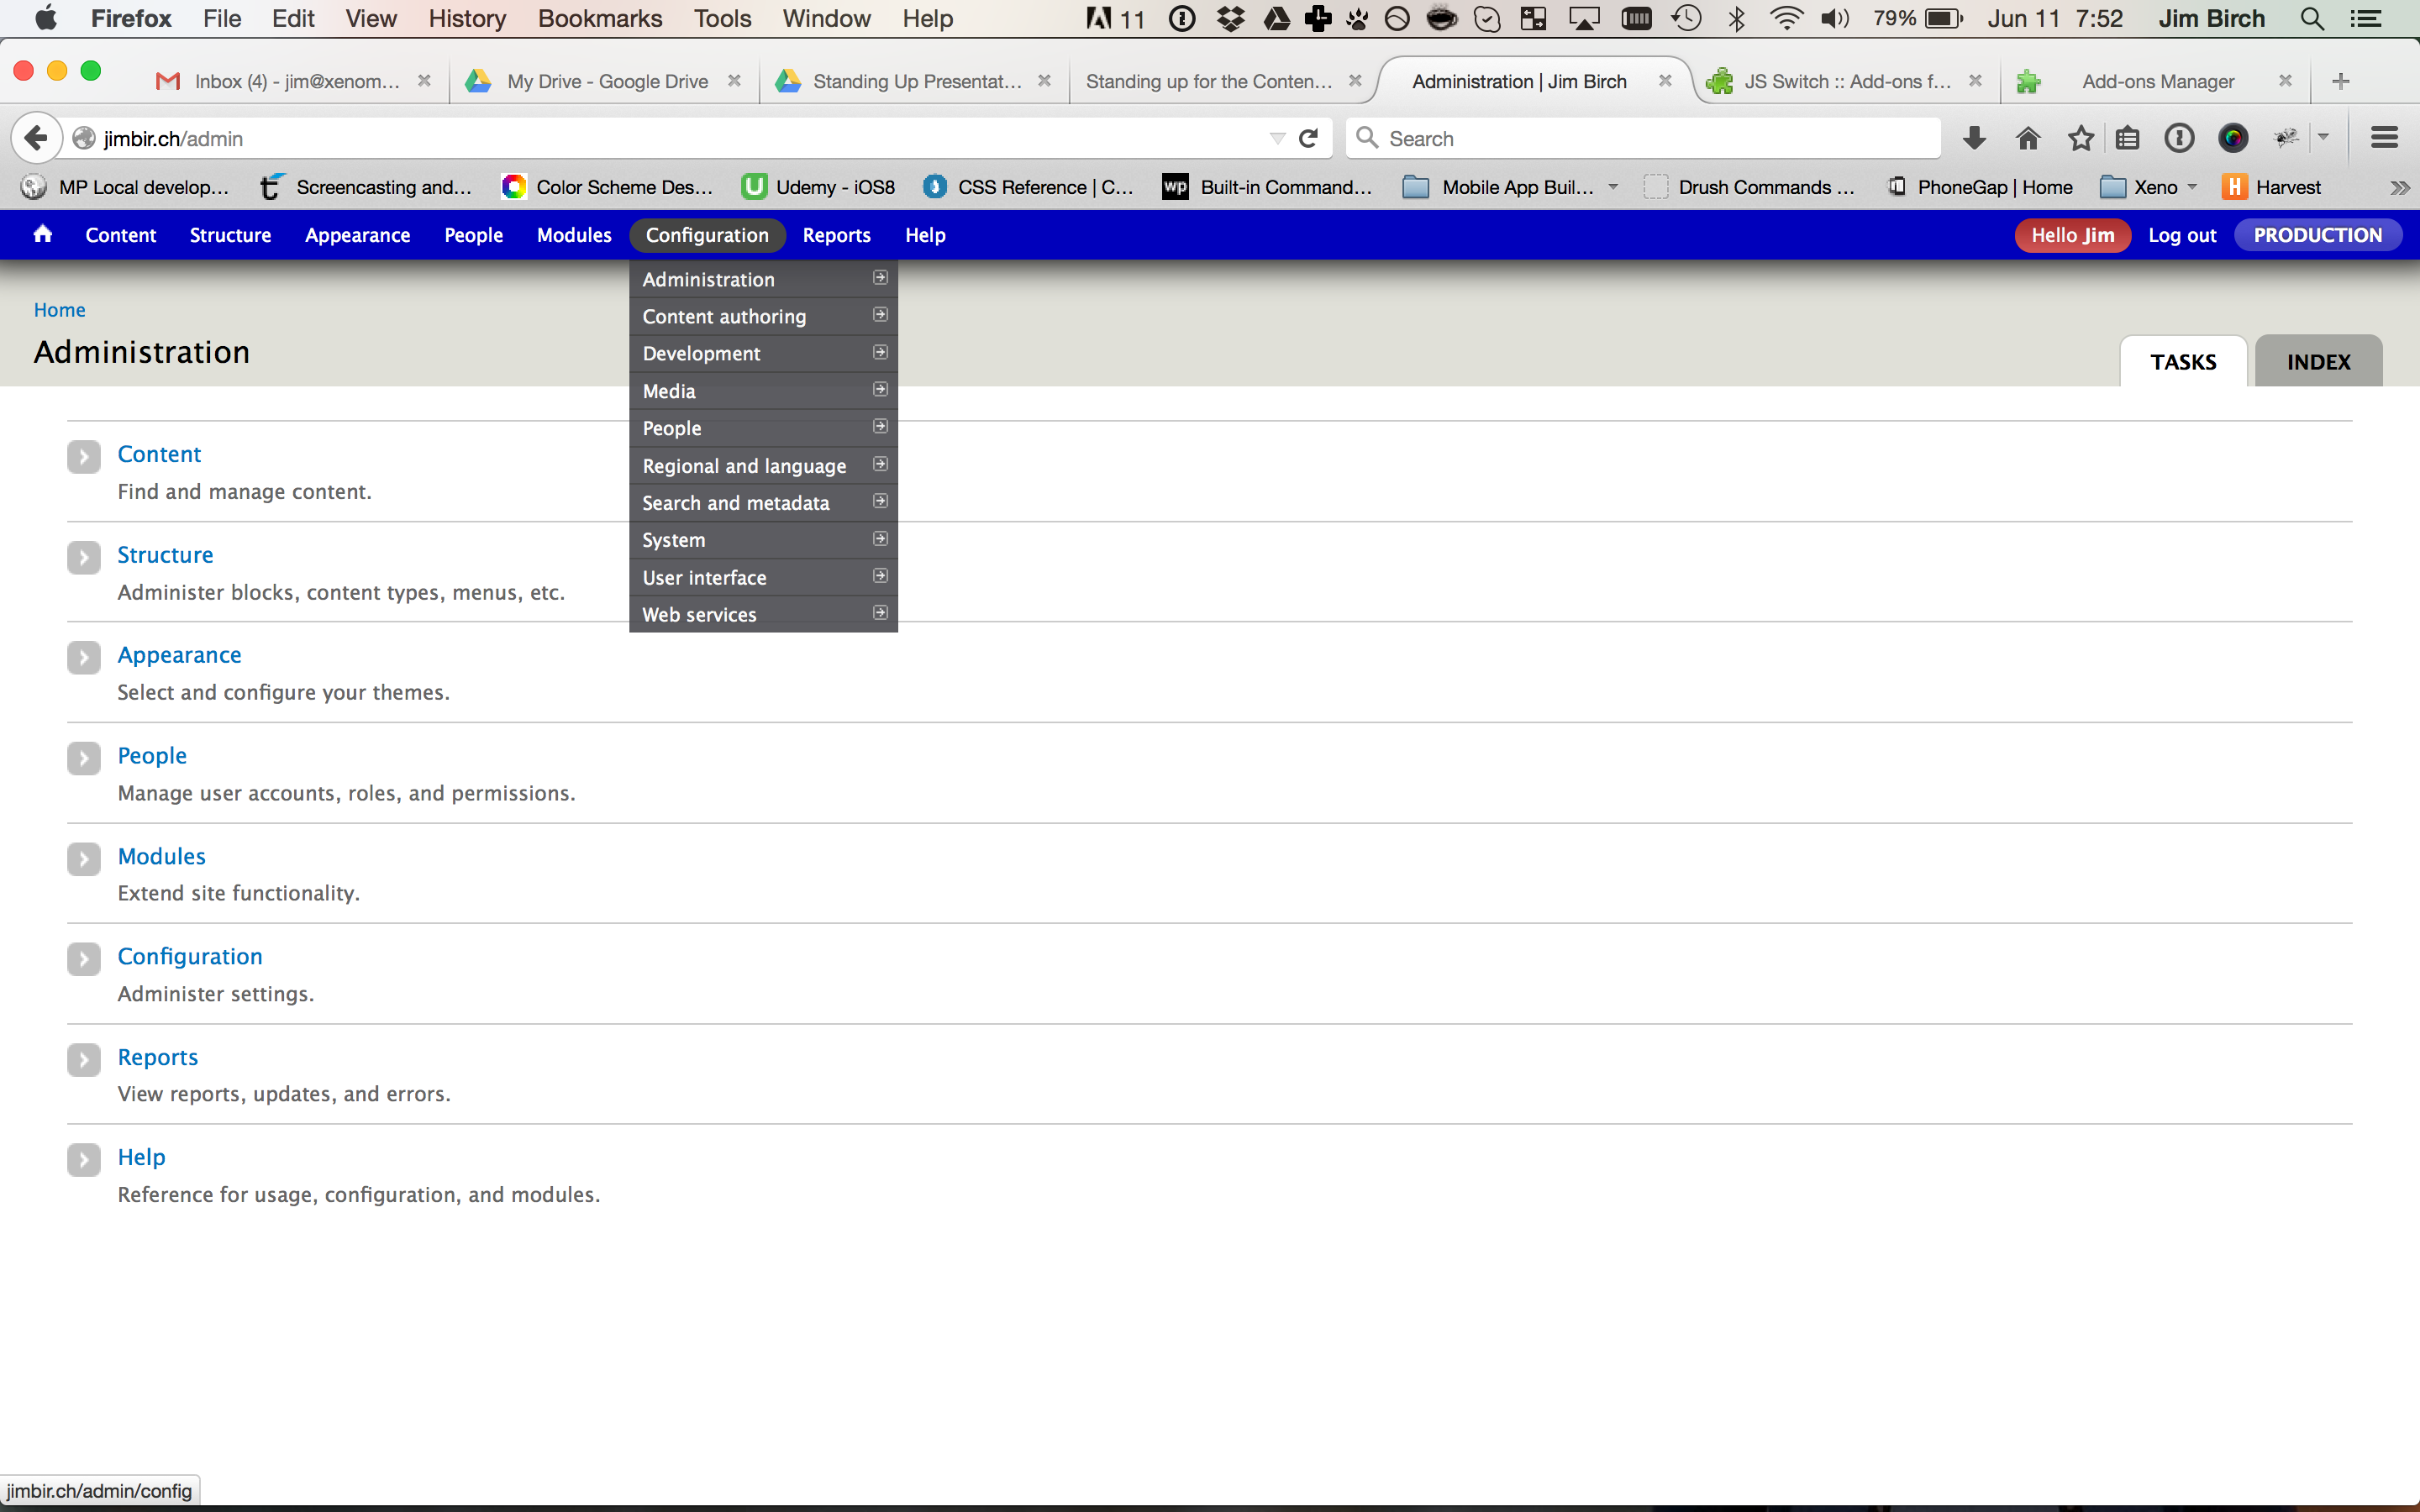 Firefox File Edit View History Bookmarks Tools Window Help 11 79% Jun 11 7:52 Jim Birch
Inbox (4) - jim@xenom... My Drive - Google Drive Standing Up Presentat... Standing up for the Conten... Administration | Jim Birch JS Switch :: Add-ons f... Add-ons Manager
jimbir.ch/admin Search
MP Local develop... Screencasting and... Color Scheme Des... U Udemy - iOS8 CSS Reference | C... wp Built-in Command... Mobile App Buil... Drush Commands ... PhoneGap | Home Xeno H Harvest
Content Structure Appearance People Modules Configuration Reports Help Hello Jim Log out PRODUCTION
Administration
Content authoring
Development
Media
People
Regional and language
Search and metadata
System
User interface
Web services
Home
Administration
TASKS INDEX
Content
Find and manage content.
Structure
Administer blocks, content types, menus, etc.
Appearance
Select and configure your themes.
People
Manage user accounts, roles, and permissions.
Modules
Extend site functionality.
Configuration
Administer settings.
Reports
View reports, updates, and errors.
Help
Reference for usage, configuration, and modules.
jimbir.ch/admin/config